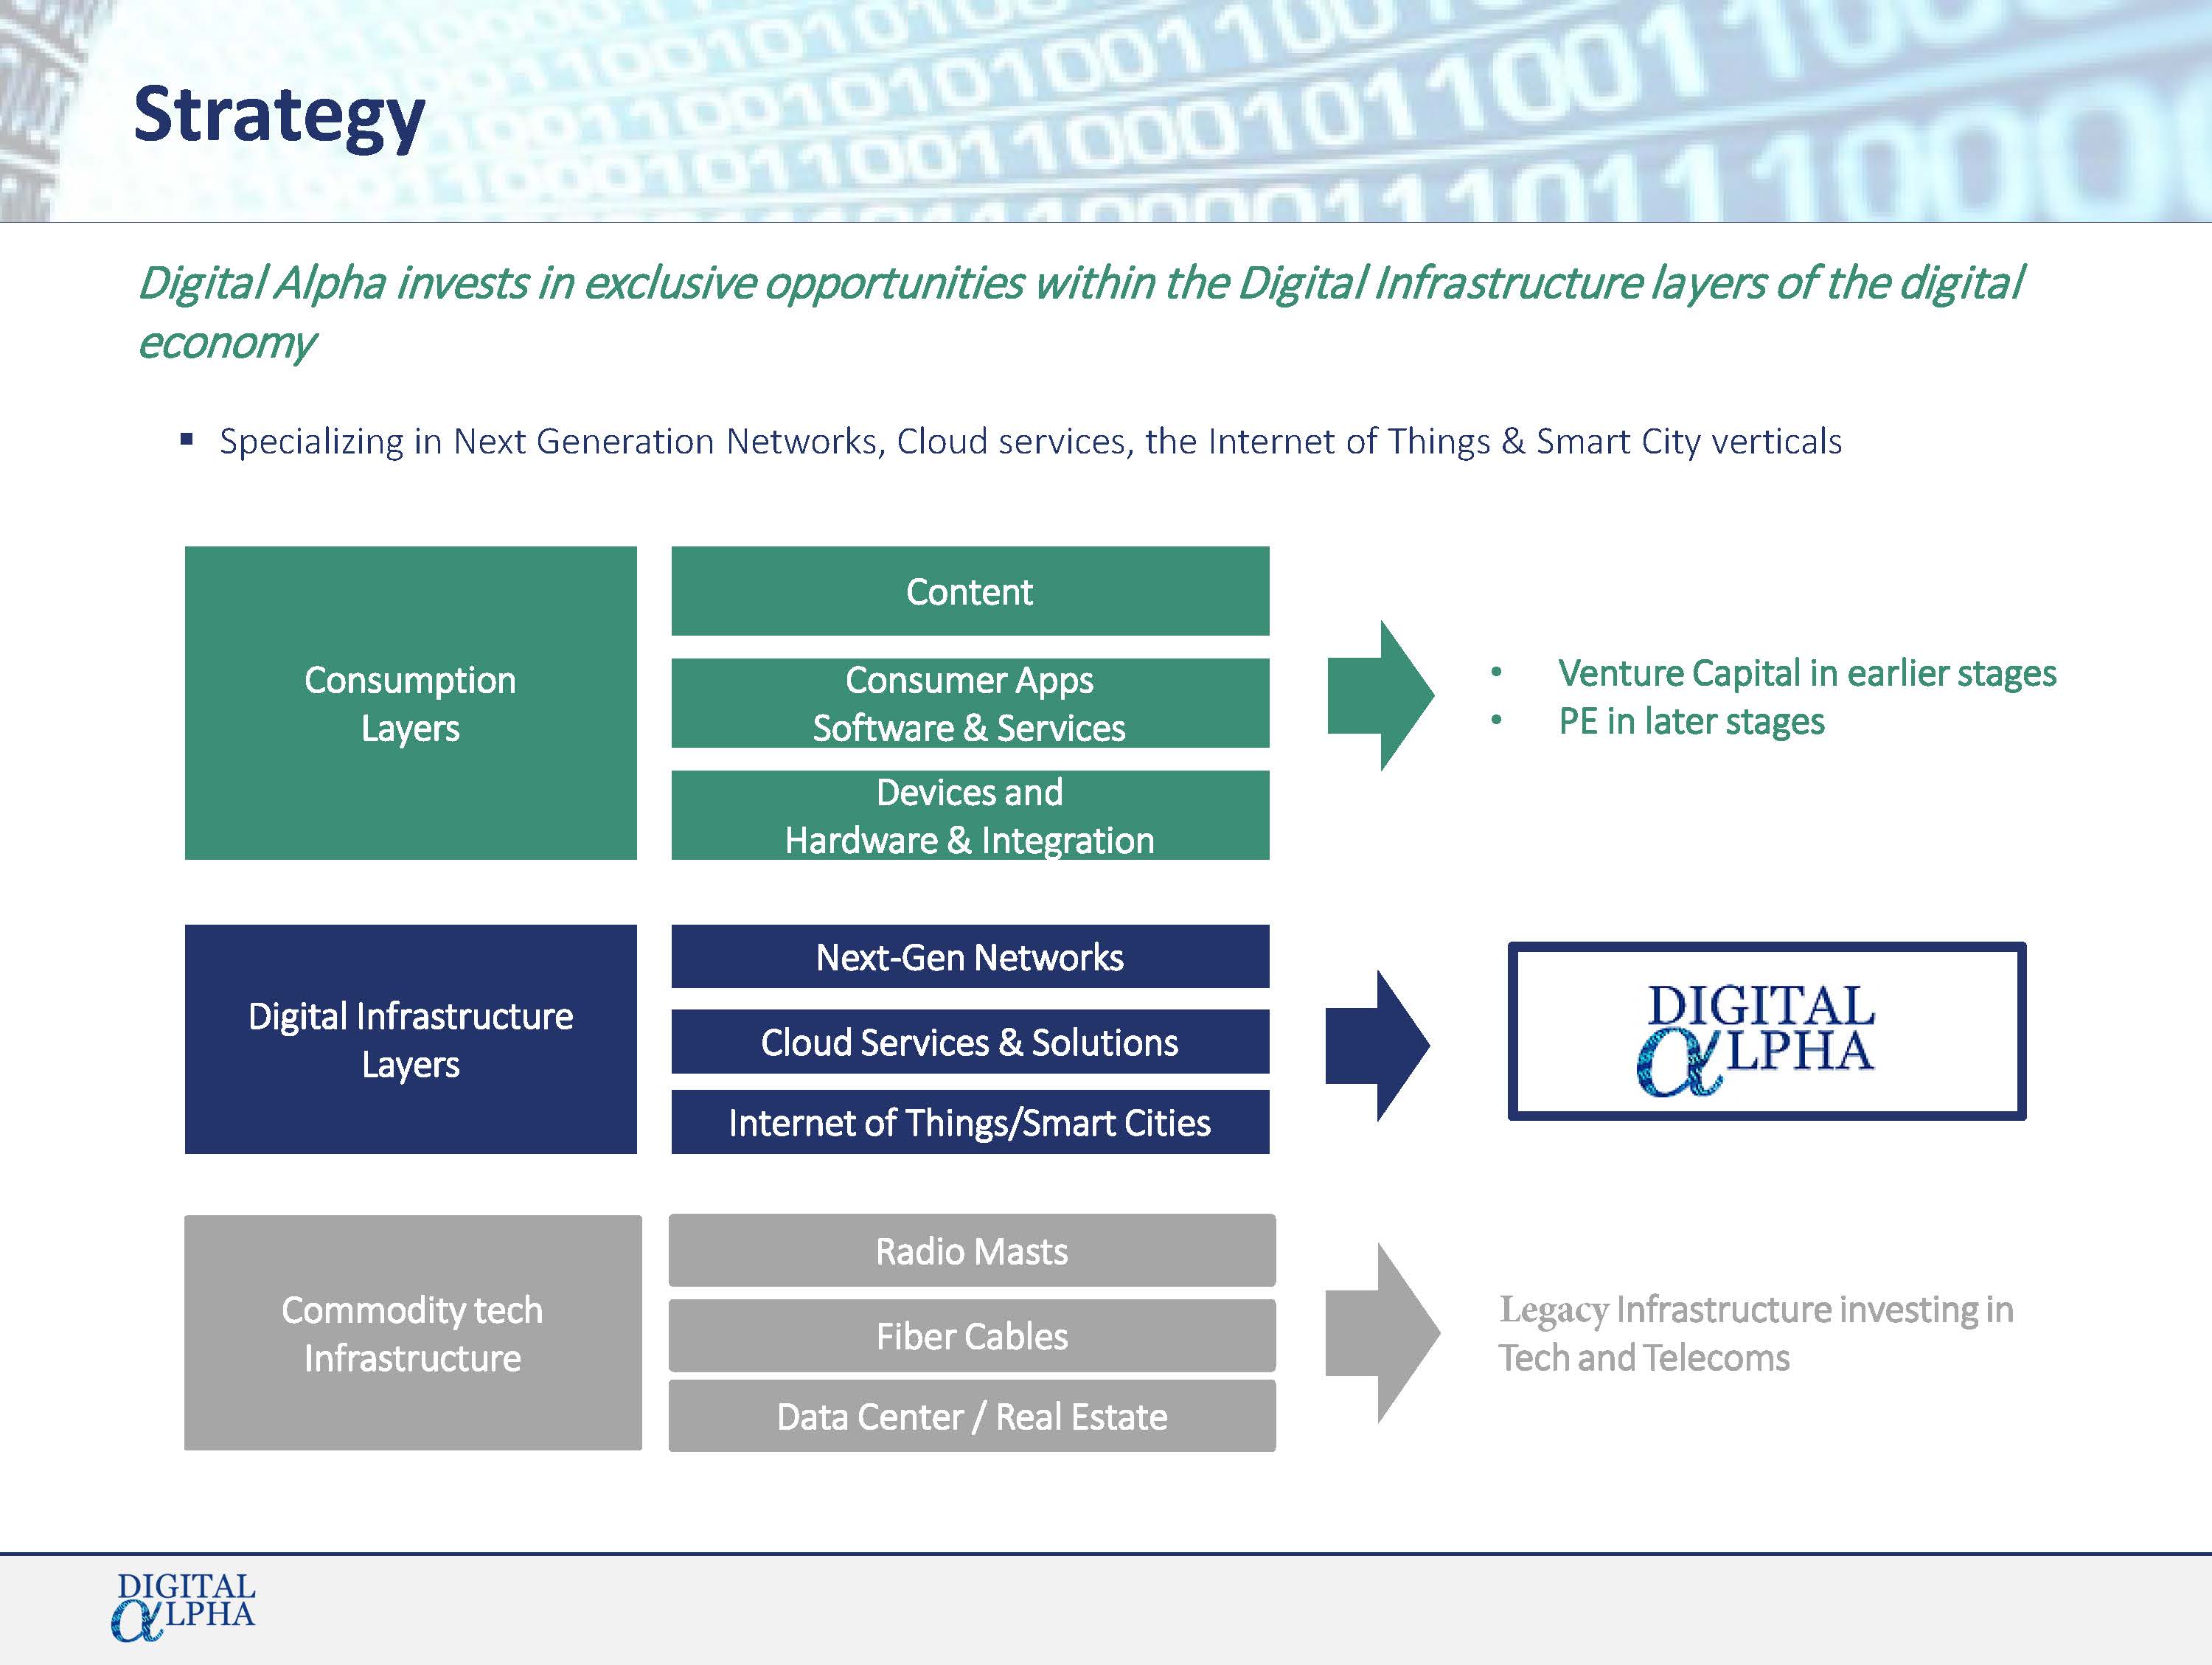 Strategy
Digital Alpha invests in exclusive opportunities within the Digital Infrastructure layers of the digital
economy
▪ Specializing in Next Generation Networks, Cloud services, the Internet of Things & Smart City verticals
Consumption
Layers
Content
Consumer Apps
Software & Services
Devices and
Hardware & Integration
• Venture Capital in earlier stages
• PE in later stages
Digital Infrastructure
Layers
Next-Gen Networks
Cloud Services & Solutions
Internet of Things/Smart Cities
DIGITAL
αLPHA
Commodity tech
Infrastructure
Radio Masts
Fiber Cables
Data Center / Real Estate
Legacy Infrastructure investing in
Tech and Telecoms
DIGITAL
αLPHA